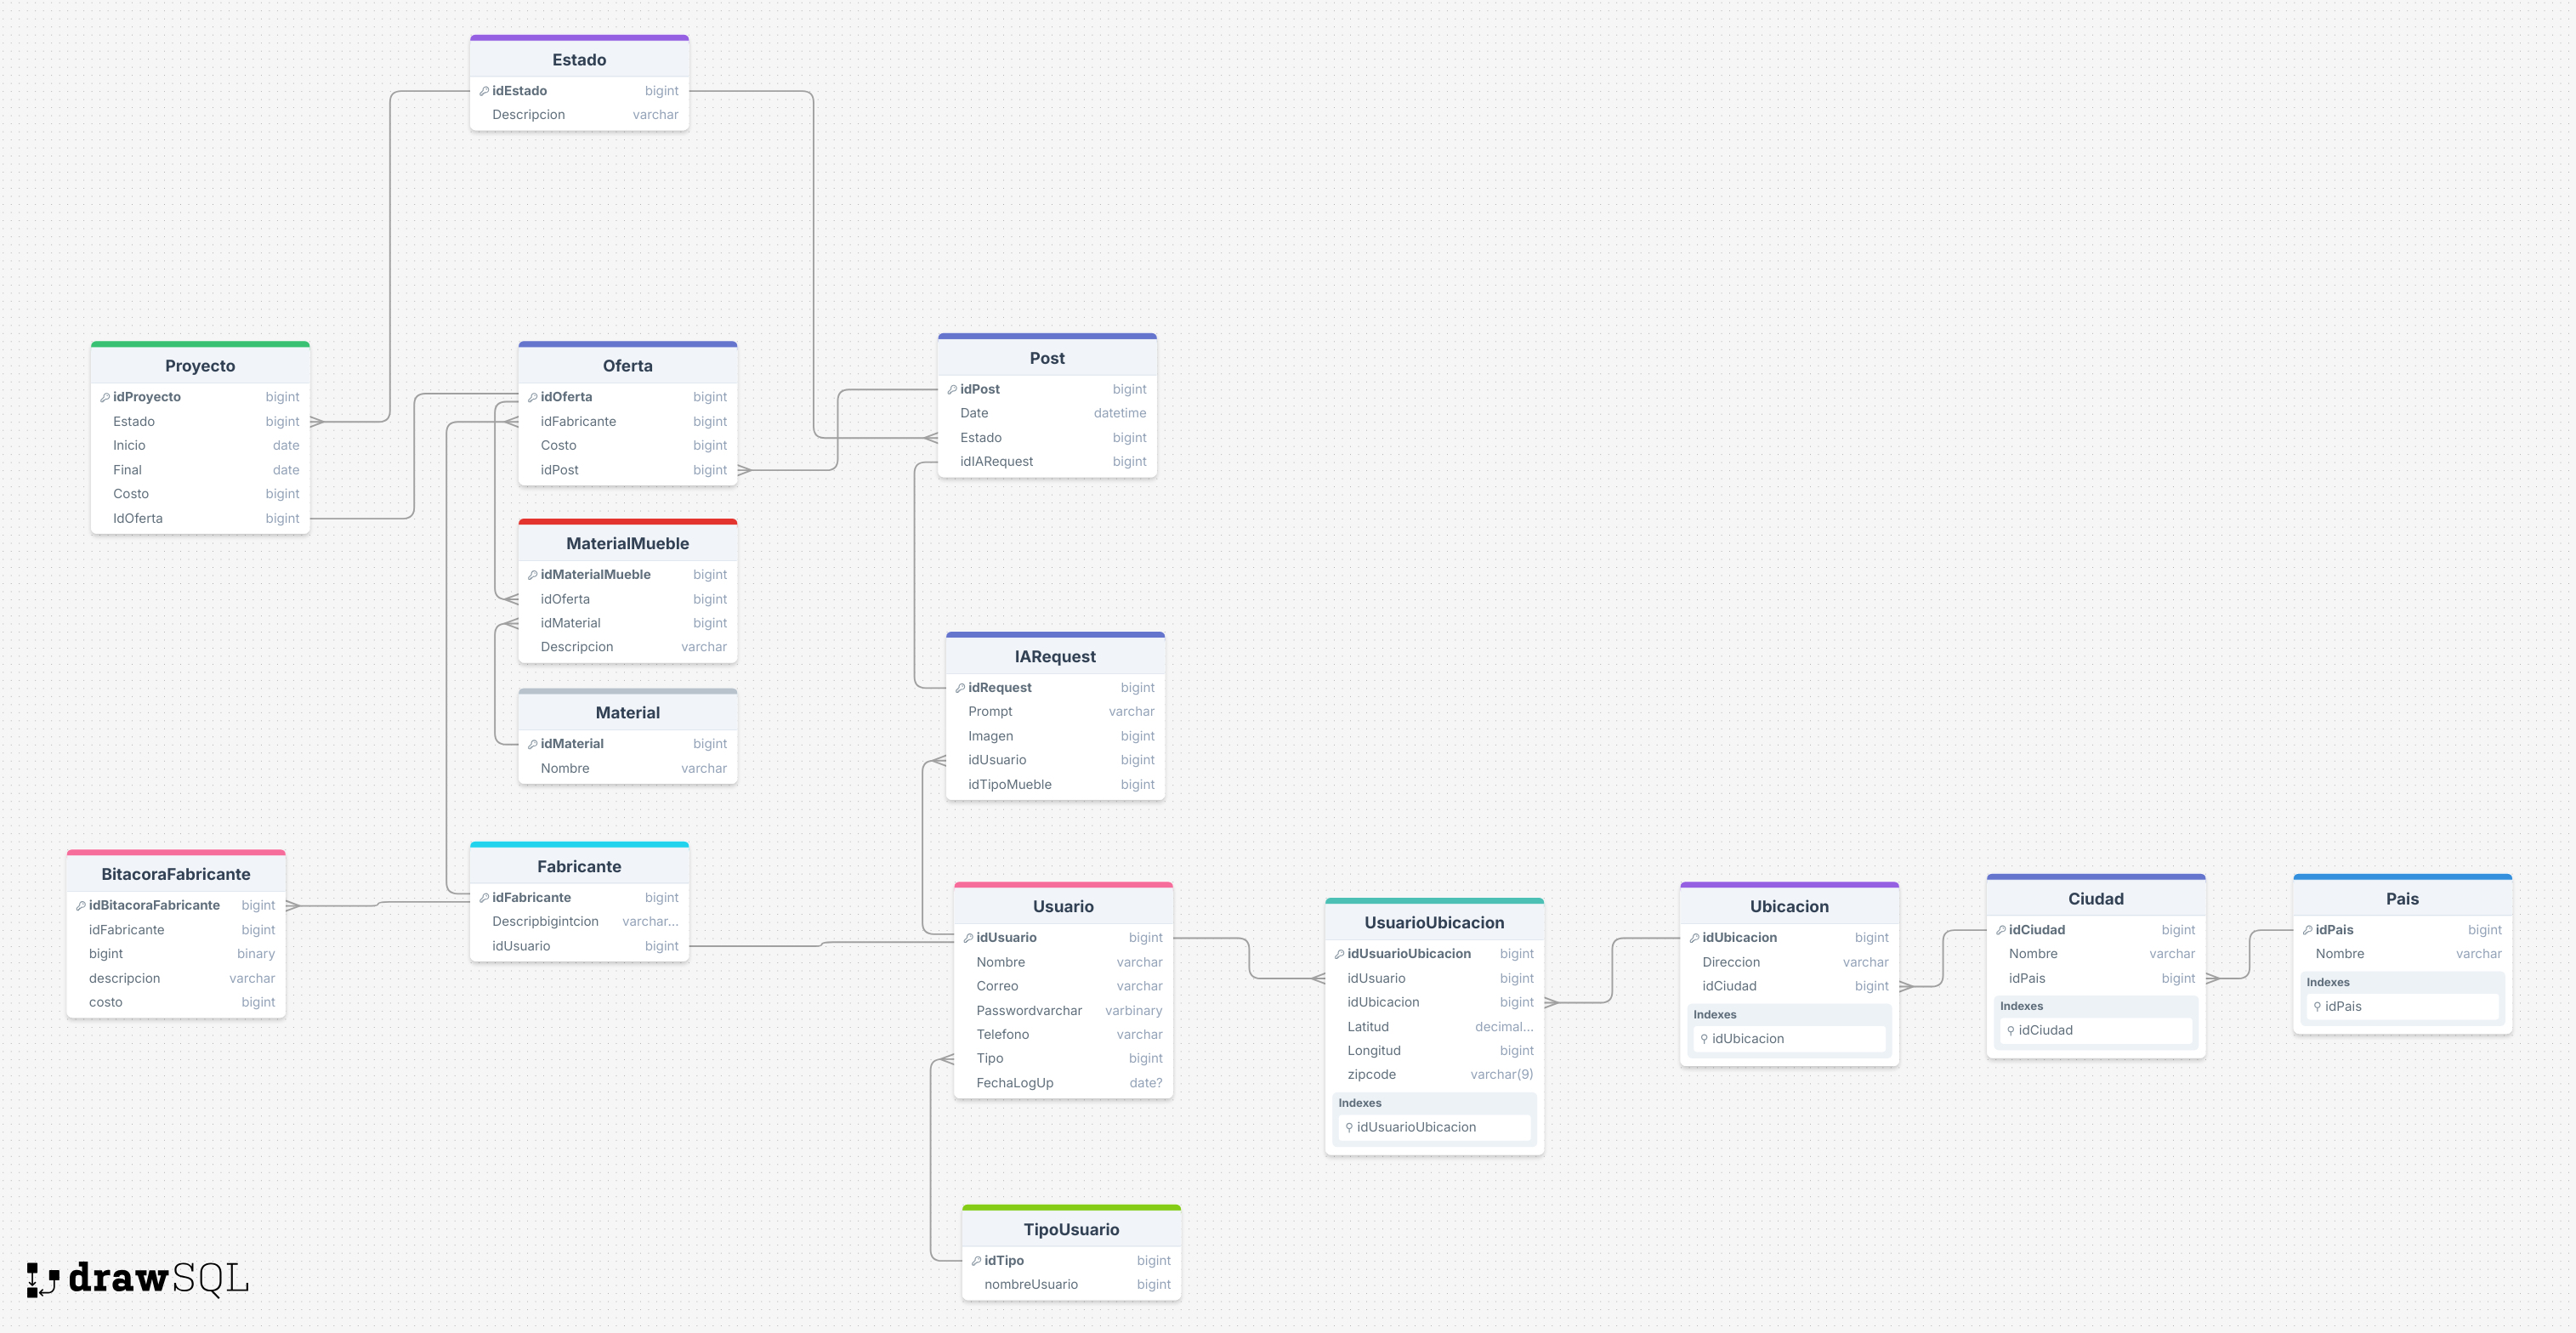 Estado
idEstado bigint
Descripcion varchar
Proyecto
idProyecto bigint
Estado bigint
Inicio date
Final date
Costo bigint
IdOferta bigint
Oferta
idOferta bigint
idFabricante bigint
Costo bigint
idPost bigint
Post
idPost bigint
Date datetime
Estado bigint
idIARequest bigint
MaterialMueble
idMaterialMueble bigint
idOferta bigint
idMaterial bigint
Descripcion varchar
Material
idMaterial bigint
Nombre varchar
IARequest
idRequest bigint
Prompt varchar
Imagen bigint
idUsuario bigint
idTipoMueble bigint
BitacoraFabricante
idBitacoraFabricante bigint
idFabricante bigint
bigint binary
descripcion varchar
costo bigint
Fabricante
idFabricante bigint
Descripbigintcion varchar...
idUsuario bigint
Usuario
idUsuario bigint
Nombre varchar
Correo varchar
Passwordvarchar varbinary
Telefono varchar
Tipo bigint
FechaLogUp date?
UsuarioUbicacion
idUsuarioUbicacion bigint
idUsuario bigint
idUbicacion bigint
Latitud decimal...
Longitud bigint
zipcode varchar(9)
Indexes
idUsuarioUbicacion
Ubicacion
idUbicacion bigint
Direccion varchar
idCiudad bigint
Indexes
idUbicacion
Ciudad
idCiudad bigint
Nombre varchar
idPais bigint
Indexes
idCiudad
Pais
idPais bigint
Nombre varchar
Indexes
idPais
TipoUsuario
idTipo bigint
nombreUsuario bigint
drawSQL